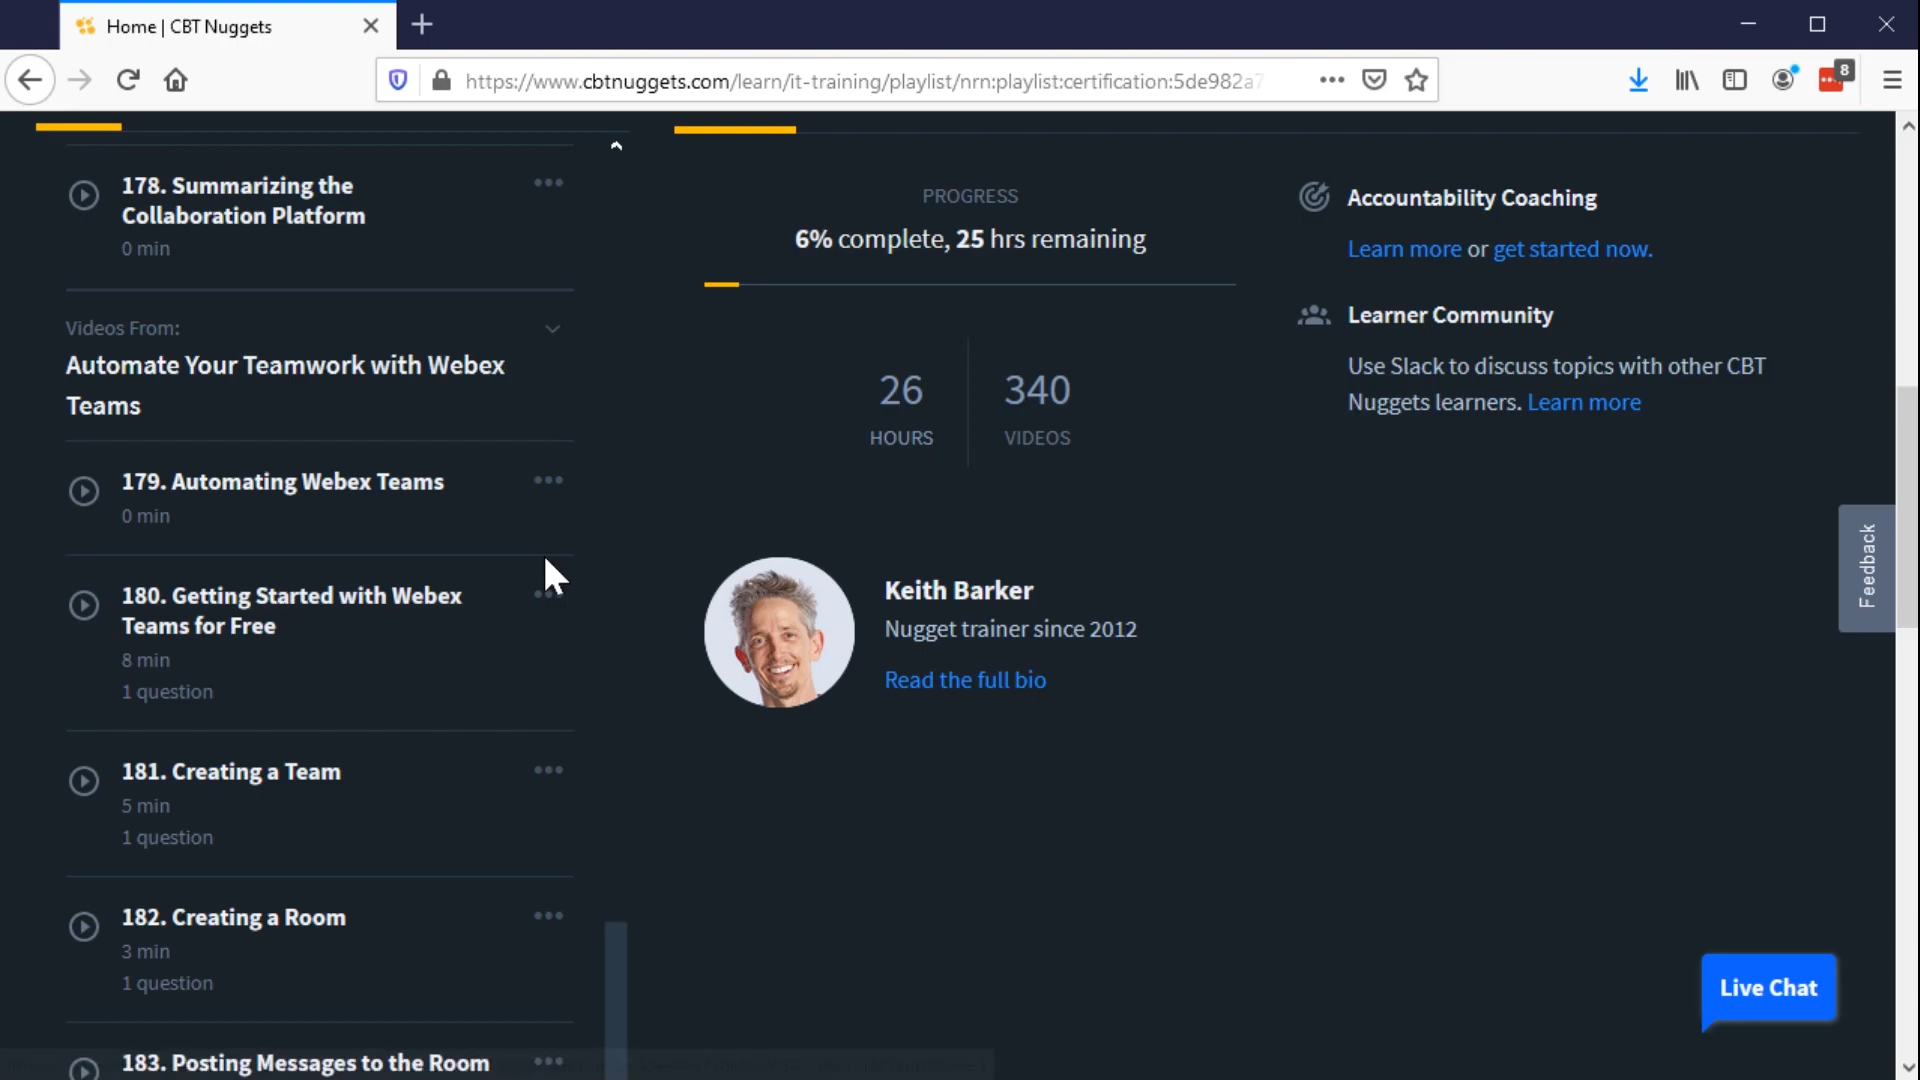 Home | CBT Nuggets
https://www.cbtnuggets.com/learn/it-training/playlist/nrn:playlist:certification:5de982a7
8
178. Summarizing the
Collaboration Platform
0 min
Videos From:
Automate Your Teamwork with Webex
Teams
179. Automating Webex Teams
0 min
180. Getting Started with Webex
Teams for Free
8 min
1 question
181. Creating a Team
5 min
1 question
182. Creating a Room
3 min
1 question
183. Posting Messages to the Room
PROGRESS
6% complete, 25 hrs remaining
26
HOURS
340
VIDEOS
Keith Barker
Nugget trainer since 2012
Read the full bio
Accountability Coaching
Learn more or get started now.
Learner Community
Use Slack to discuss topics with other CBT
Nuggets learners. Learn more
Feedback
Live Chat